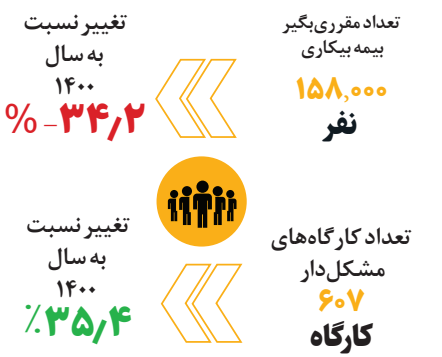 تعداد مقرری‌بگیر
بیمه بیکاری
۱۵۸,۰۰۰
نفر
تغییر نسبت
به سال
۱۴۰۰
% -۳۴٫۲
تعداد کارگاه‌های
مشکل‌دار
۶۰۷
کارگاه
تغییر نسبت
به سال
۱۴۰۰
٪۳۵٫۴